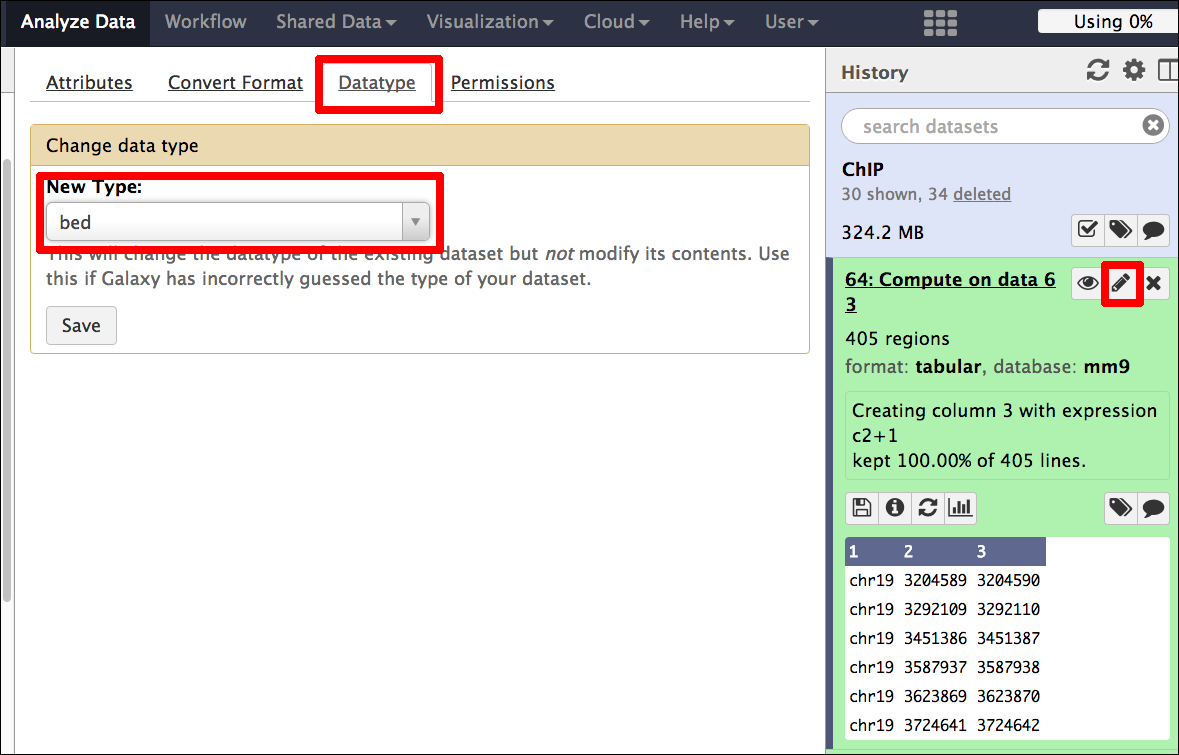 Analyze Data Workflow Shared Data Visualization Cloud Help User Using 0%
Attributes Convert Format Datatype Permissions
Change data type
New Type:
bed
This will change the datatype of the existing dataset but not modify its contents. Use
this if Galaxy has incorrectly guessed the type of your dataset.
Save
History
search datasets
ChIP
30 shown, 34 deleted
324.2 MB
64: Compute on data 6
3
405 regions
format: tabular, database: mm9
Creating column 3 with expression
c2+1
kept 100.00% of 405 lines.
1 2 3
chr19 3204589 3204590
chr19 3292109 3292110
chr19 3451386 3451387
chr19 3587937 3587938
chr19 3623869 3623870
chr19 3724641 3724642